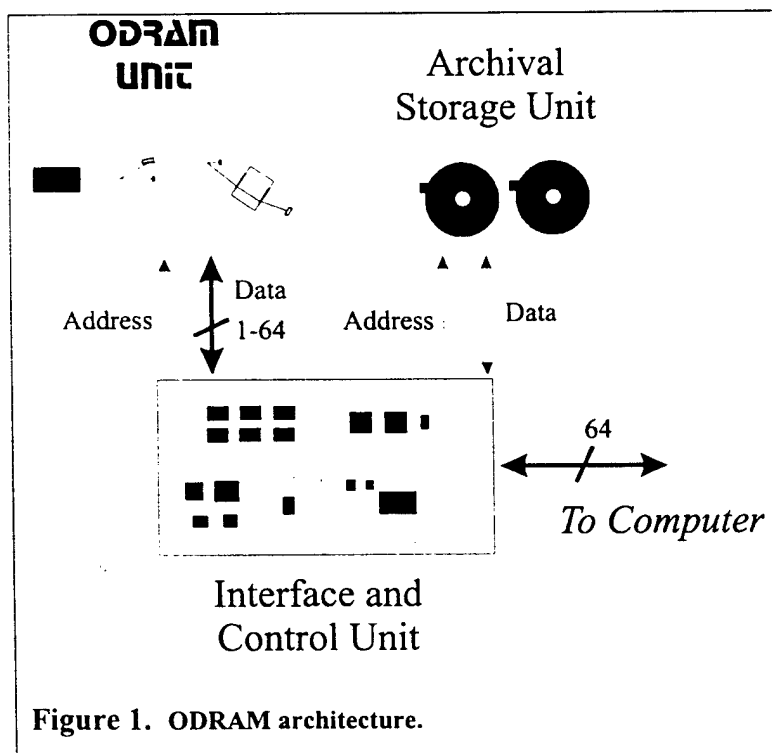 ODRAM
UNIT
Archival
Storage Unit
Address
Data
1-64
Address
Data
64
To Computer
Interface and
Control Unit
Figure 1. ODRAM architecture.